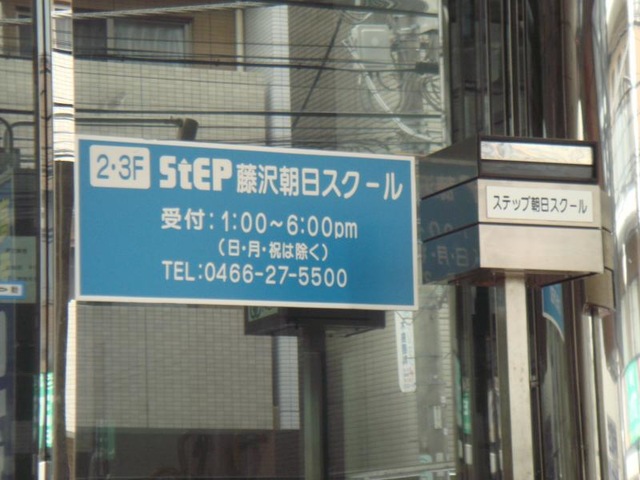 2・3F StEP 藤沢朝日スクール
受付：1:00〜6:00pm
（日・月・祝は除く）
TEL：0466-27-5500
ステップ朝日スクール